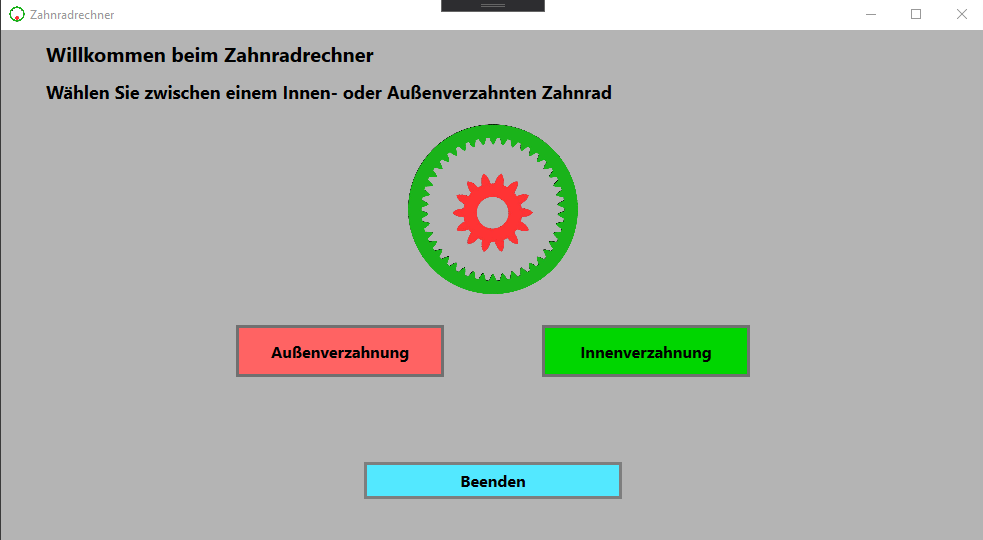 Zahnradrechner
Willkommen beim Zahnradrechner
Wählen Sie zwischen einem Innen- oder Außenverzahnten Zahnrad
Außenverzahnung
Innenverzahnung
Beenden